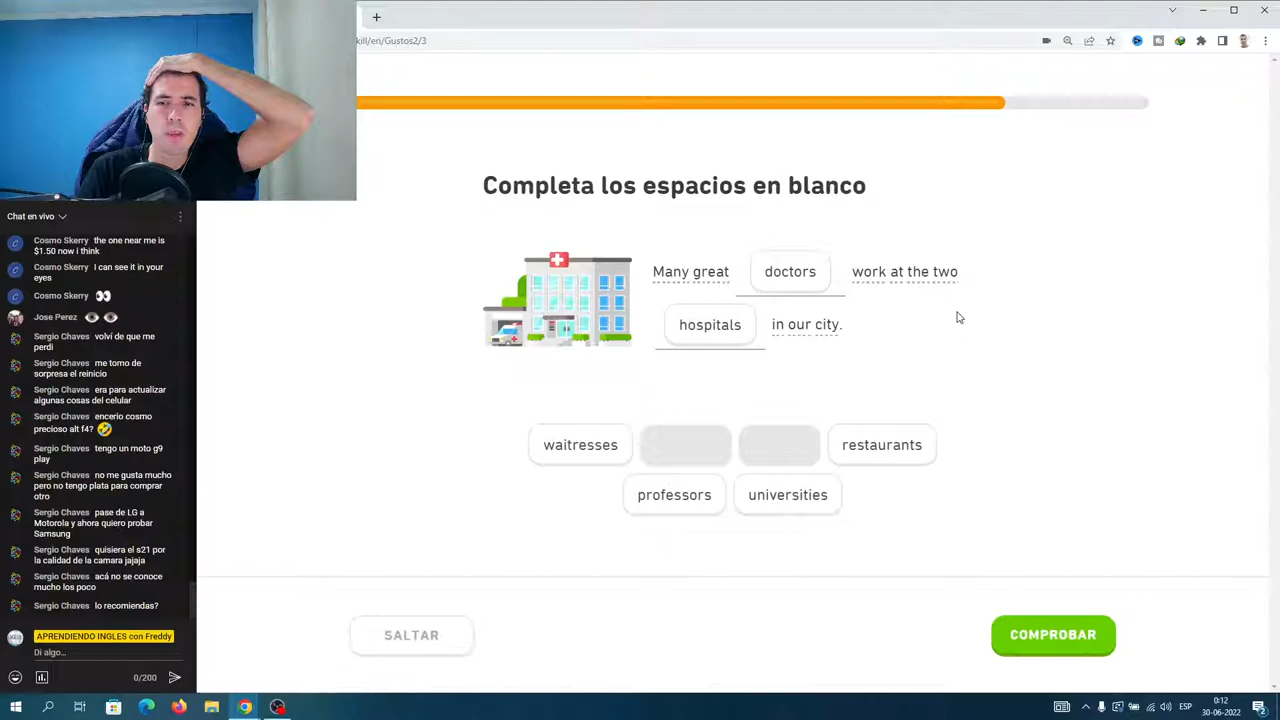 kill/en/Gustos2/3
Completa los espacios en blanco
Many great doctors work at the two
hospitals in our city.
waitresses restaurants
professors universities
SALTAR COMPROBAR
Chat en vivo
Cosmo Skerry the one near me is
$1.50 now i think
Cosmo Skerry I can see it in your
eyes
Cosmo Skerry
Jose Perez
Sergio Chaves volví de que me
perdi
Sergio Chaves me tomo de
sorpresa el reinicio
Sergio Chaves era para actualizar
algunas cosas del celular
Sergio Chaves encerio cosmo
precioso alt f4?
Sergio Chaves tengo un moto g9
play
Sergio Chaves no me gusta mucho
pero no tengo plata para comprar
otro
Sergio Chaves pase de LG a
Motorola y ahora quiero probar
Samsung
Sergio Chaves quisiera el s21 por
la calidad de la camara jajaja
Sergio Chaves acá no se conoce
mucho los poco
Sergio Chaves lo recomiendas?
APRENDIENDO INGLES con Freddy
Di algo...
0/200
ESP
0:12
30-06-2022
2